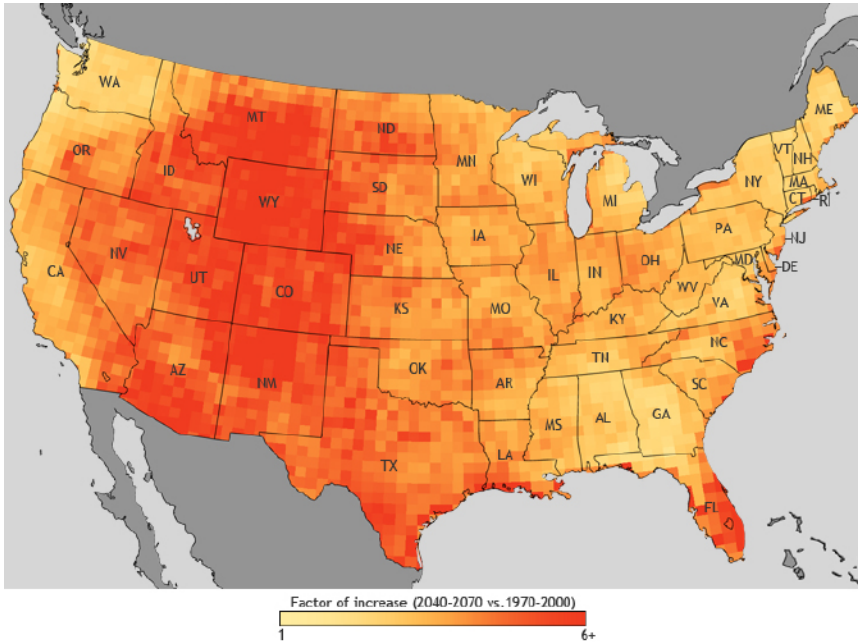 WA
MT
ND
MN
ME
VT
NH
OR
ID
SD
WI
MI
NY
MA
CT
RI
WY
NE
IA
PA
NJ
NV
UT
CO
IL
IN
OH
MD
DE
CA
KS
MO
WV
VA
KY
AZ
NM
OK
AR
TN
NC
SC
MS
AL
GA
TX
LA
FL
Factor of increase (2040-2070 vs.1970-2000)
1 6+